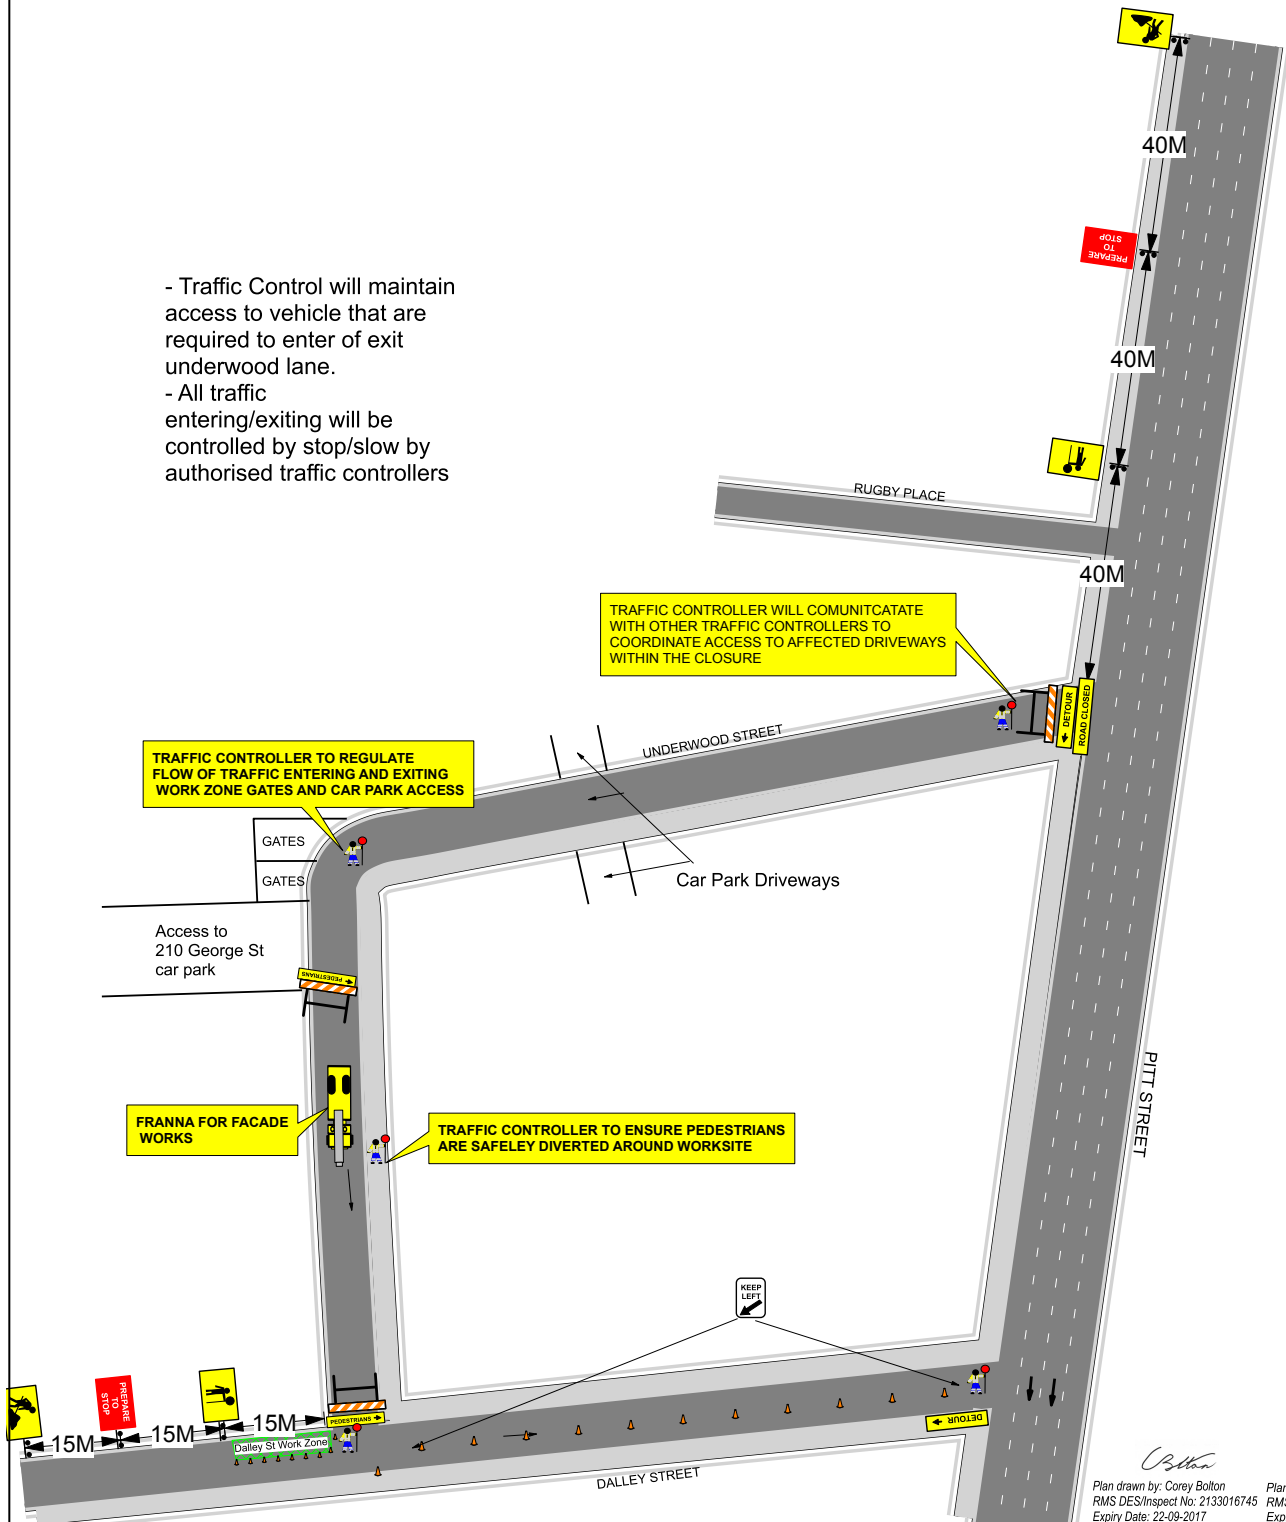 40M
PREPARE
TO
STOP
- Traffic Control will maintain
access to vehicle that are
required to enter of exit
underwood lane.
- All traffic
entering/exiting will be
controlled by stop/slow by
authorised traffic controllers
40M
RUGBY PLACE
40M
TRAFFIC CONTROLLER WILL COMUNITCATATE
WITH OTHER TRAFFIC CONTROLLERS TO
COORDINATE ACCESS TO AFFECTED DRIVEWAYS
WITHIN THE CLOSURE
DETOUR
ROAD CLOSED
UNDERWOOD STREET
TRAFFIC CONTROLLER TO REGULATE
FLOW OF TRAFFIC ENTERING AND EXITING
WORK ZONE GATES AND CAR PARK ACCESS
GATES
GATES
Car Park Driveways
Access to
210 George St
car park
PEDESTRIANS
PITT STREET
FRANNA FOR FACADE
WORKS
TRAFFIC CONTROLLER TO ENSURE PEDESTRIANS
ARE SAFELEY DIVERTED AROUND WORKSITE
KEEP
LEFT
PREPARE
TO
STOP
15M
15M
15M
PEDESTRIANS
Dalley St Work Zone
DETOUR
DALLEY STREET
CBolton
Plan drawn by: Corey Bolton
RMS DES/Inspect No: 2133016745
Expiry Date: 22-09-2017
Plan
RMS
Exp